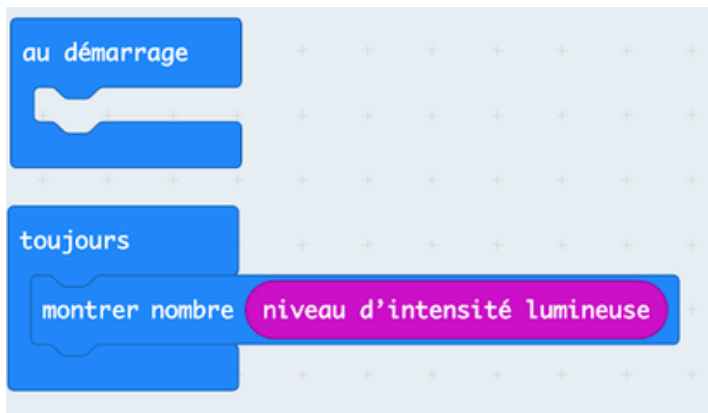 au démarrage
toujours
montrer nombre niveau d’intensité lumineuse